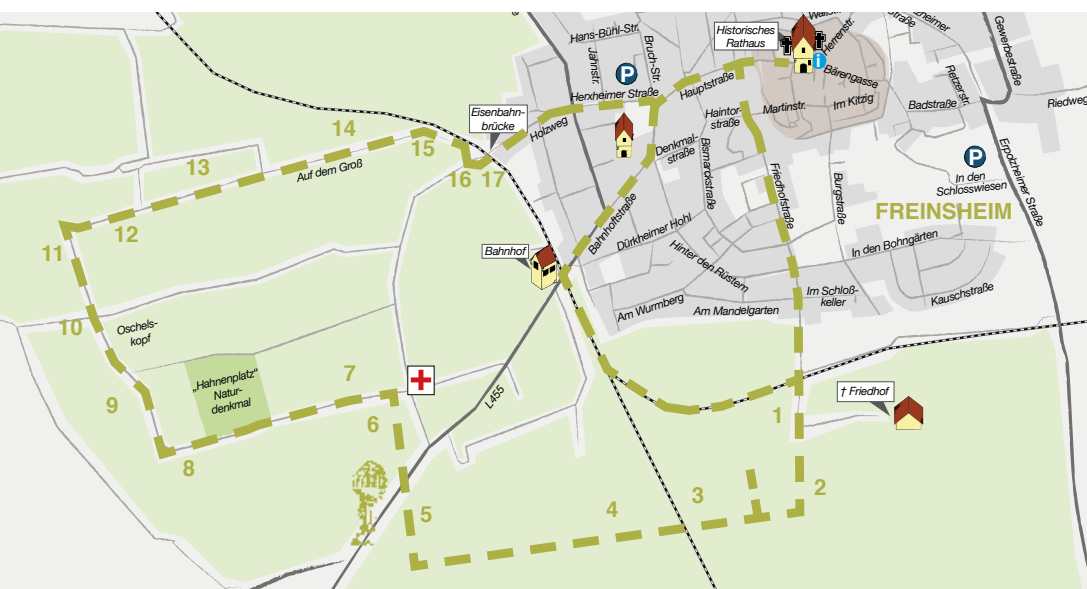 Wallstr.
Herrenstr.
Straße
heimer
Gewerbestraße
Historisches
Rathaus
Hans-Bühl-Str.
Jahnstr.
Bruch-Str.
P
i
Bärengasse
Retzerstr.
Hauptstraße
Herxheimer Straße
Martinstr.
Im Kitzig
Badstraße
Riedweg
Eisenbahn-
brücke
Holzweg
Haintor-
straße
14
13
15
16
17
Auf dem Groß
Denkmal-
straße
Bismarckstraße
Friedhofstraße
Burgstraße
P
In den
Schlosswiesen
Erpolzheimer Straße
FREINSHEIM
12
11
Bahnhof
Bahnhofstraße
Dürkheimer Hohl
Hinter den Rüstern
In den Bohngärten
Im Schloß-
keller
Kauschstraße
Am Wurmberg
Am Mandelgarten
10
Oschels-
kopf
9
„Hahnenplatz“
Natur-
denkmal
7
6
L455
† Friedhof
1
8
5
4
3
2